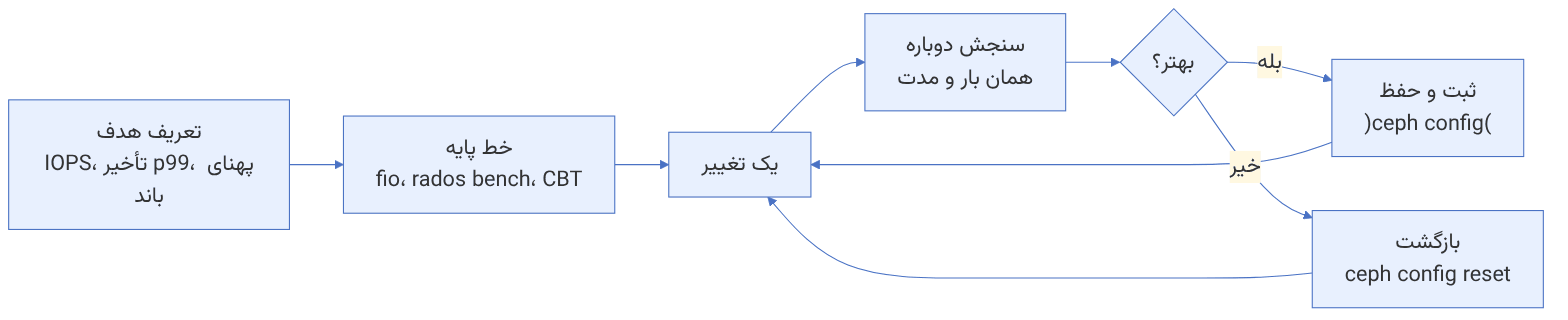 تعریف هدف
IOPS، تأخیر p99، پهنای
باند
خط پایه
fio، rados bench، CBT
یک تغییر
سنجش دوباره
همان بار و مدت
بهتر؟
بله
ثبت و حفظ
(ceph config)
خیر
بازگشت
ceph config reset